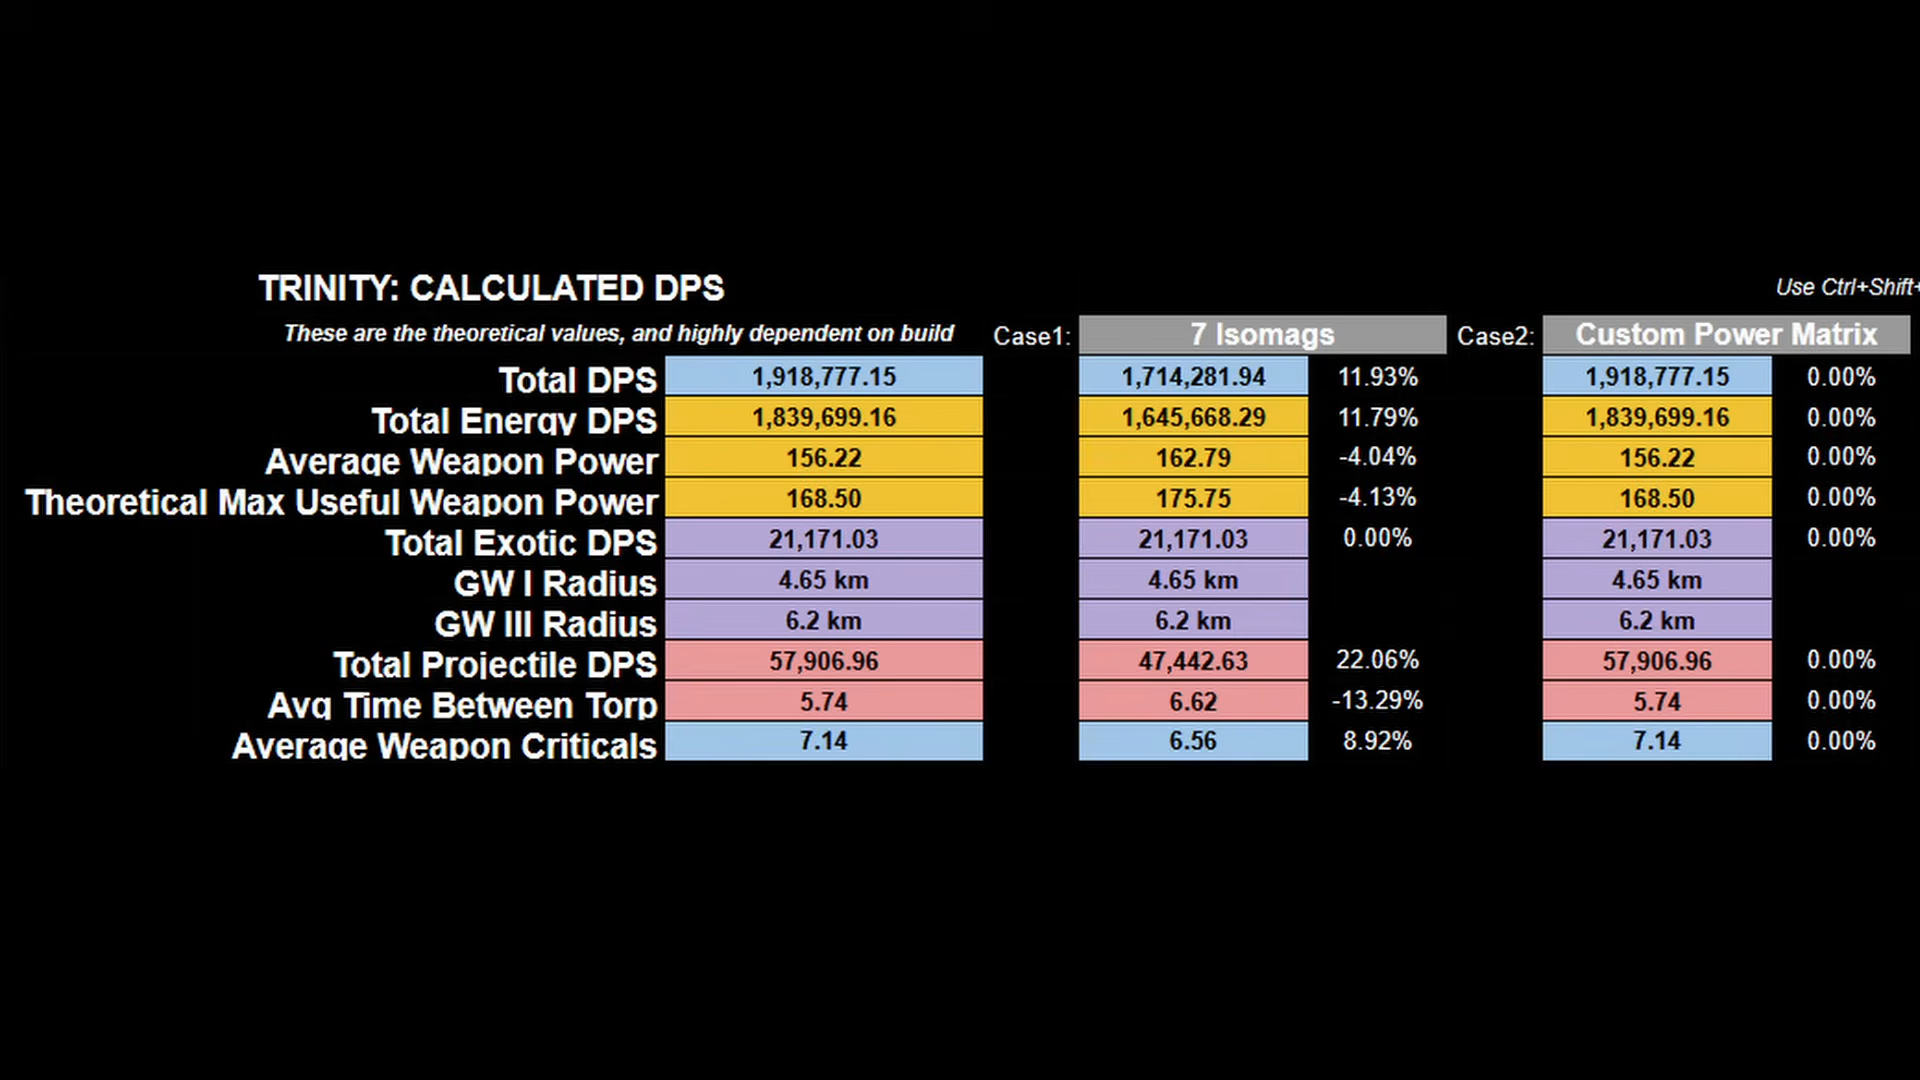 TRINITY: CALCULATED DPS
Use Ctrl+Shift+
These are the theoretical values, and highly dependent on build Case1: 7 Isomags Case2: Custom Power Matrix
Total DPS 1,918,777.15 1,714,281.94 11.93% 1,918,777.15 0.00%
Total Energy DPS 1,839,699.16 1,645,668.29 11.79% 1,839,699.16 0.00%
Average Weapon Power 156.22 162.79 -4.04% 156.22 0.00%
Theoretical Max Useful Weapon Power 168.50 175.75 -4.13% 168.50 0.00%
Total Exotic DPS 21,171.03 21,171.03 0.00% 21,171.03 0.00%
GW I Radius 4.65 km 4.65 km 4.65 km
GW III Radius 6.2 km 6.2 km 6.2 km
Total Projectile DPS 57,906.96 47,442.63 22.06% 57,906.96 0.00%
Avg Time Between Torp 5.74 6.62 -13.29% 5.74 0.00%
Average Weapon Criticals 7.14 6.56 8.92% 7.14 0.00%